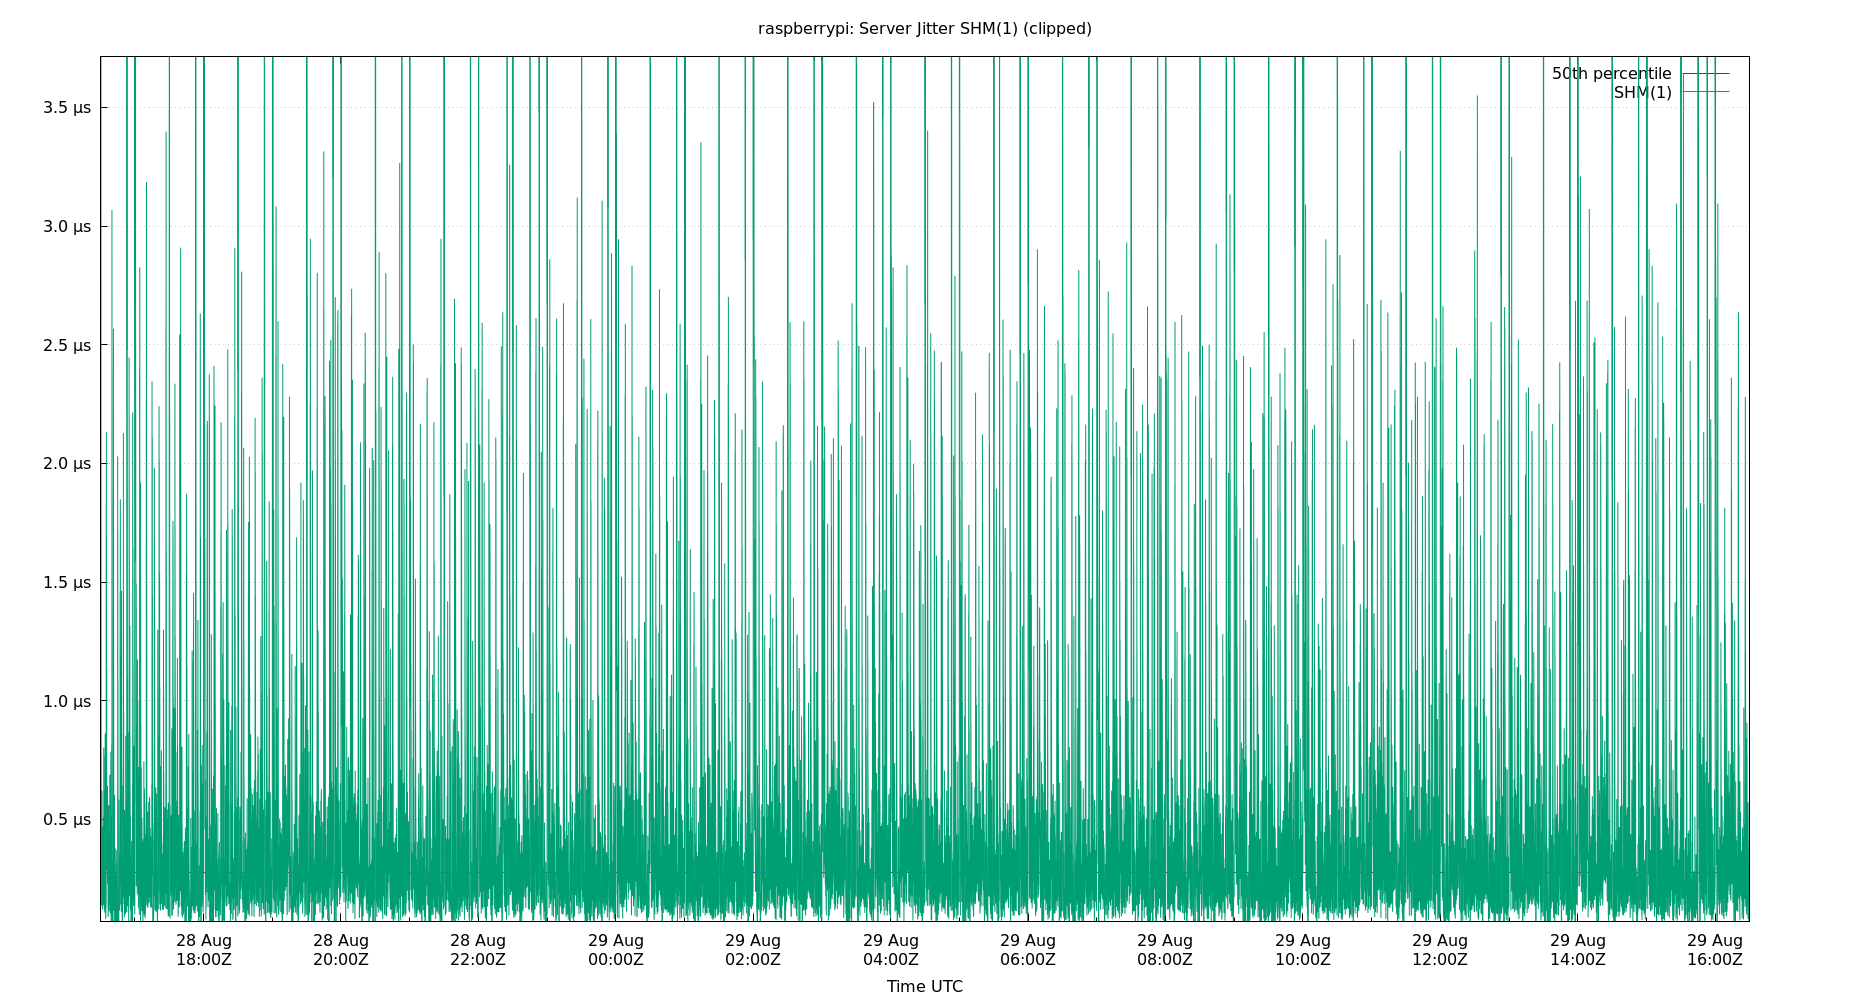 raspberrypi: Server Jitter SHM(1) (clipped)
50th percentile
SHM(1)
3.5 µs
3.0 µs
2.5 µs
2.0 µs
1.5 µs
1.0 µs
0.5 µs
28 Aug 28 Aug 28 Aug 29 Aug 29 Aug 29 Aug 29 Aug 29 Aug 29 Aug 29 Aug 29 Aug 29 Aug
18:00Z 20:00Z 22:00Z 00:00Z 02:00Z 04:00Z 06:00Z 08:00Z 10:00Z 12:00Z 14:00Z 16:00Z
Time UTC